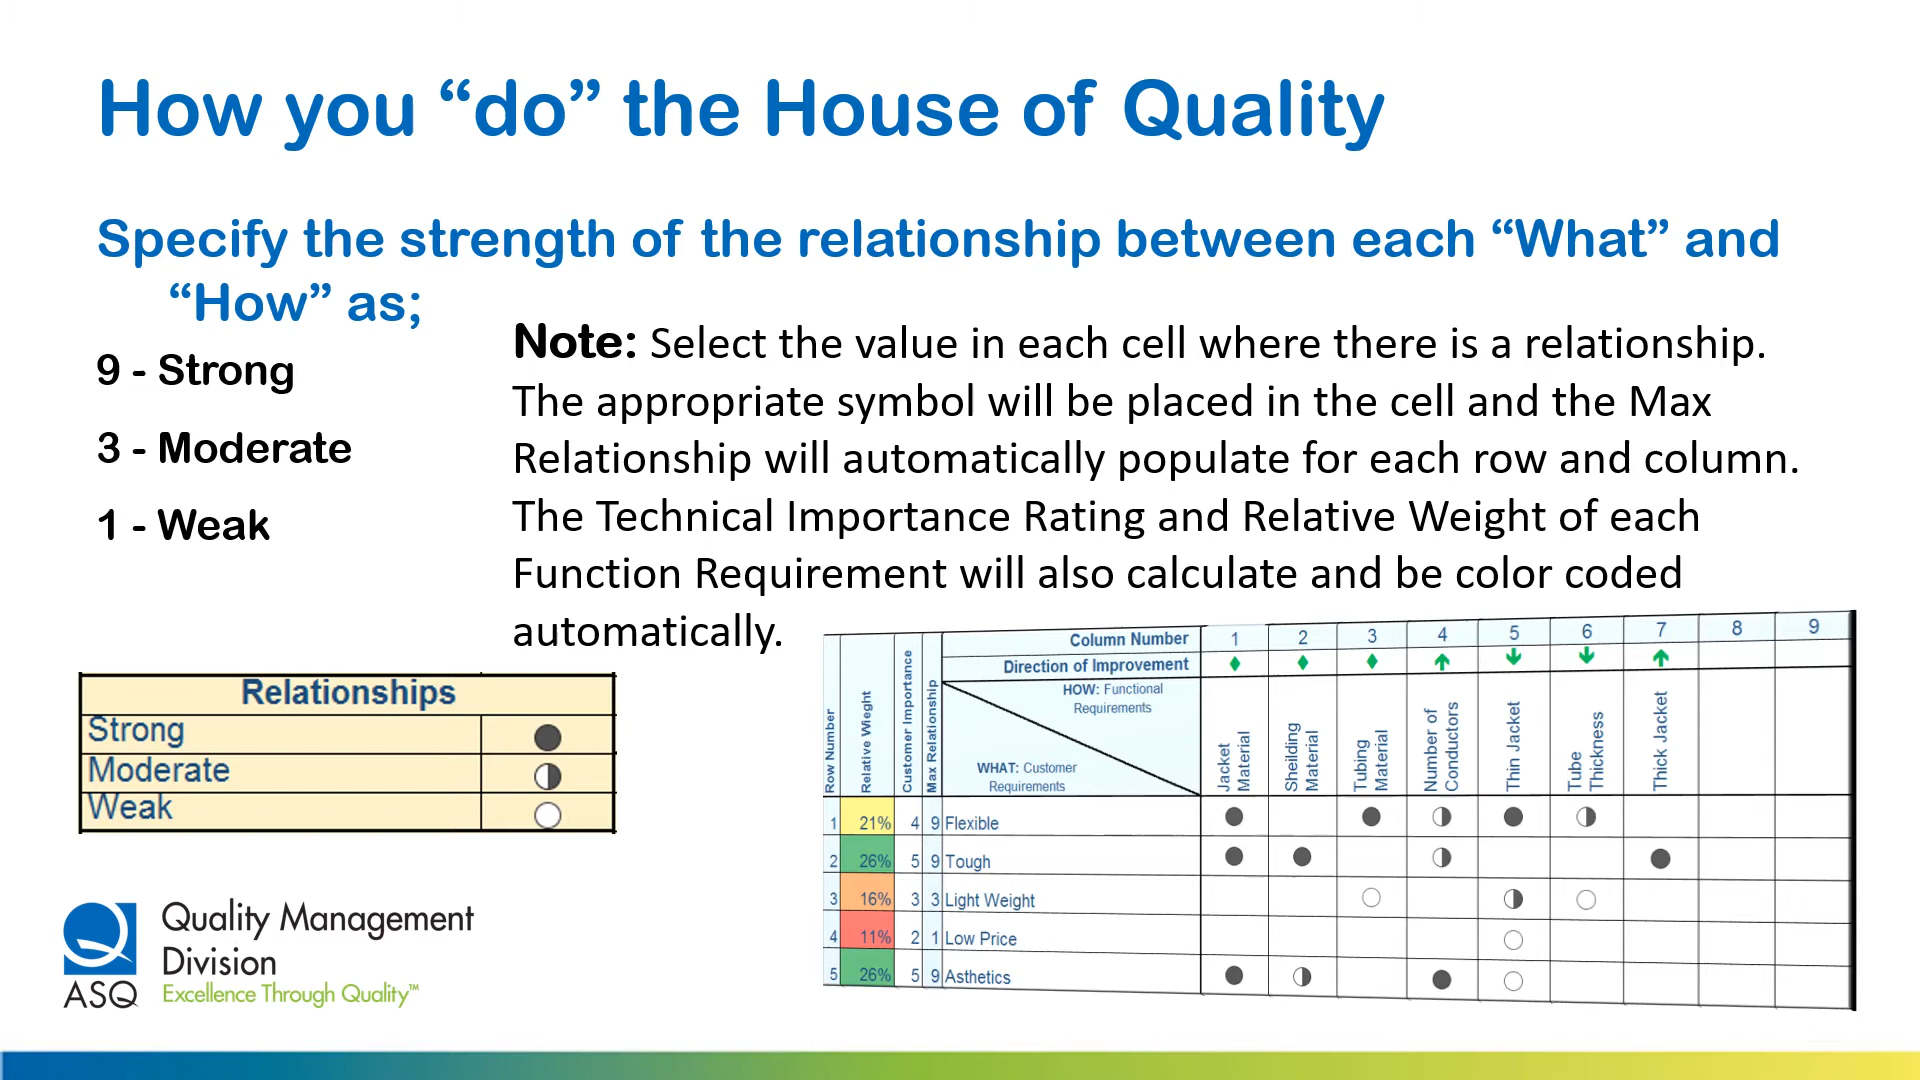 How you “do” the House of Quality
Specify the strength of the relationship between each “What” and
“How” as;
9 - Strong
3 - Moderate
1 - Weak
Note: Select the value in each cell where there is a relationship.
The appropriate symbol will be placed in the cell and the Max
Relationship will automatically populate for each row and column.
The Technical Importance Rating and Relative Weight of each
Function Requirement will also calculate and be color coded
automatically.
Relationships
Strong
Moderate
Weak
Row Number
Relative Weight
Customer Importance
Max Relationship
Column Number 1 2 3 4 5 6 7 8 9
Direction of Improvement
HOW: Functional
Requirements
WHAT: Customer
Requirements
Jacket
Material
Sheilding
Material
Tubing
Material
Number of
Conductors
Thin Jacket
Tube
Thickness
Thick Jacket
1 21% 4 9 Flexible
2 26% 5 9 Tough
3 16% 3 3 Light Weight
4 11% 2 1 Low Price
5 26% 5 9 Asthetics
Quality Management
Division
Excellence Through Quality™
ASQ